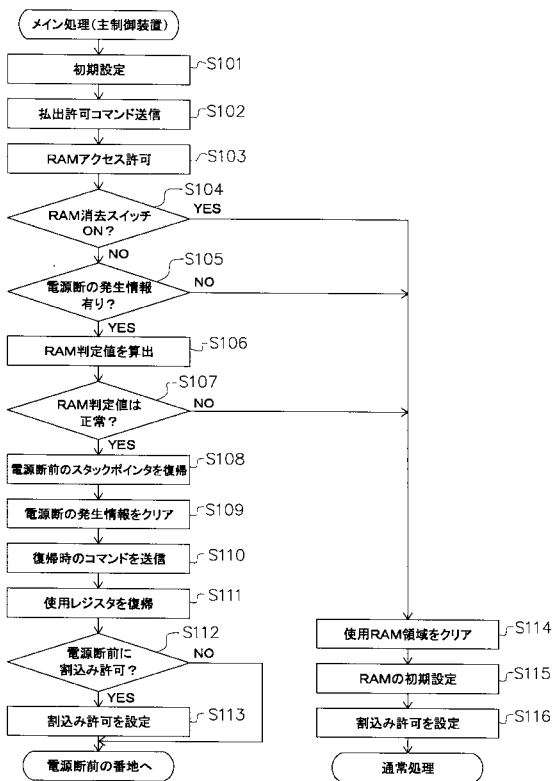 メイン処理(主制御装置)
初期設定
S101
払出許可コマンド送信
S102
RAMアクセス許可
S103
S104
RAM消去スイッチ
ON?
YES
NO
S105
電源断の発生情報
有り?
NO
YES
RAM判定値を算出
S106
S107
RAM判定値は
正常?
NO
YES
電源断前のスタックポインタを復帰
S108
電源断の発生情報をクリア
S109
復帰時のコマンドを送信
S110
使用レジスタを復帰
S111
S112
電源断前に
割込み許可?
NO
YES
割込み許可を設定
S113
電源断前の番地へ
使用RAM領域をクリア
S114
RAMの初期設定
S115
割込み許可を設定
S116
通常処理